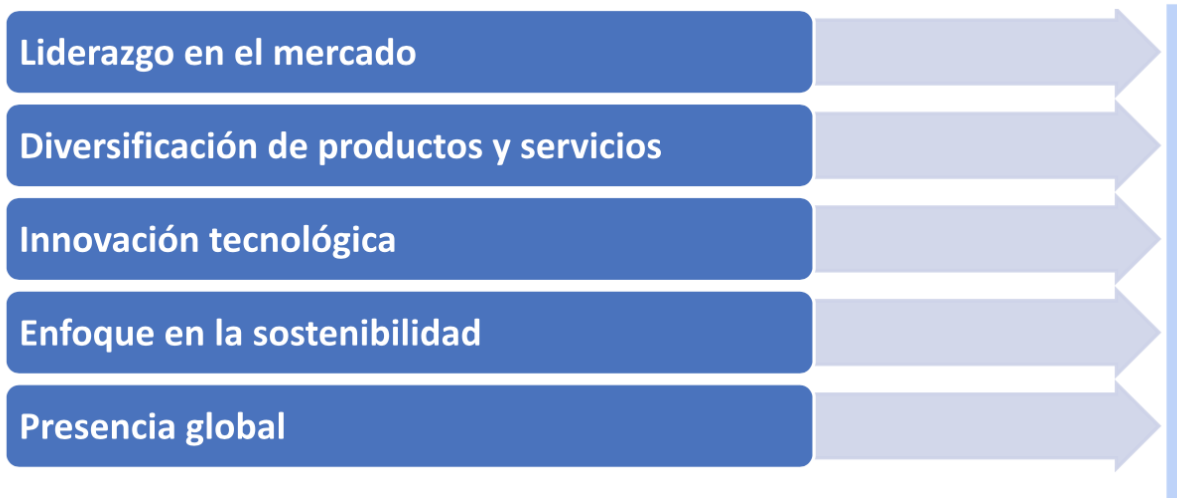 Liderazgo en el mercado
Diversificación de productos y servicios
Innovación tecnológica
Enfoque en la sostenibilidad
Presencia global